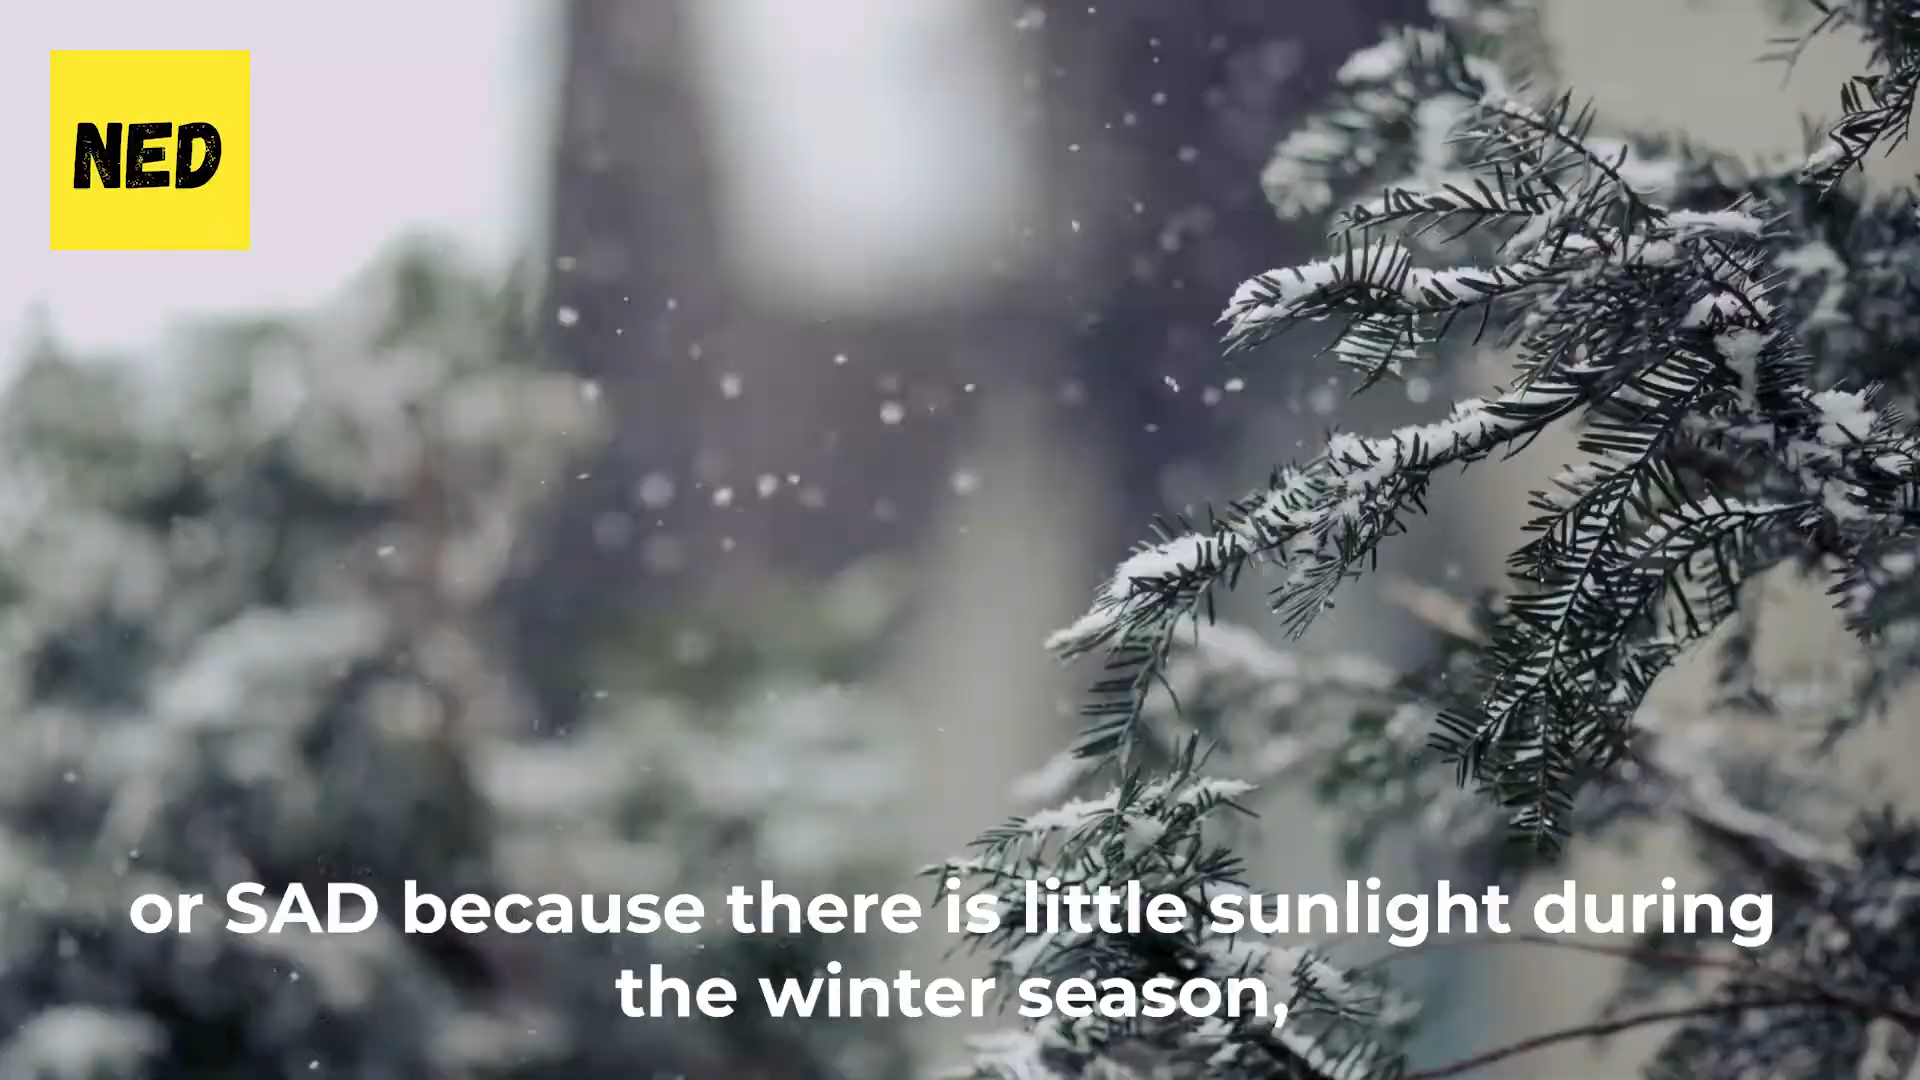 NED
or SAD because there is little sunlight during
the winter season,